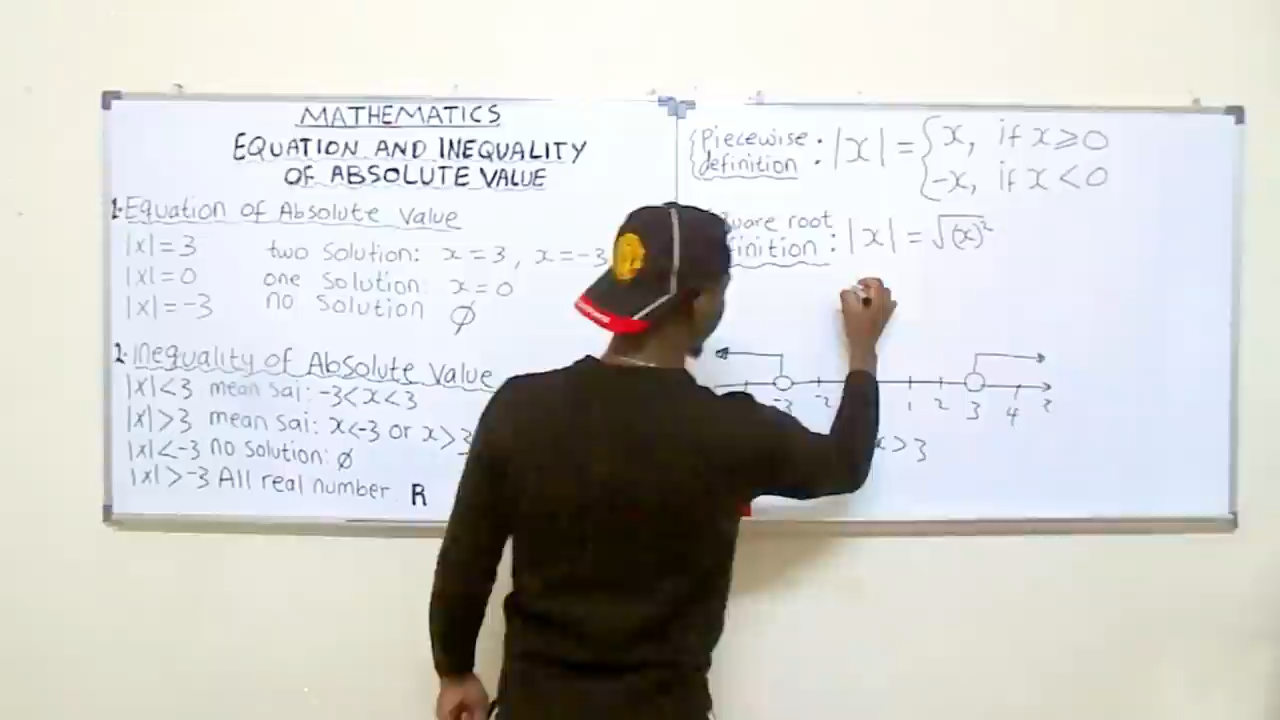 MATHEMATICS
EQUATION AND INEQUALITY
OF ABSOLUTE VALUE
1. Equation of Absolute Value
|x| = 3 two solution: x = 3, x = -3
|x| = 0 one solution: x = 0
|x| = -3 no solution ∅
2. Inequality of Absolute Value
|x| < 3 mean sai: -3 < x < 3
|x| > 3 mean sai: x < -3 or x > 3
|x| < -3 no solution: ∅
|x| > -3 All real number R
Piecewise definition: |x| = { x, if x ≥ 0
-x, if x < 0
quare root
finition: |x| = √(x)²
-3 -2 1 2 3 4
x > 3